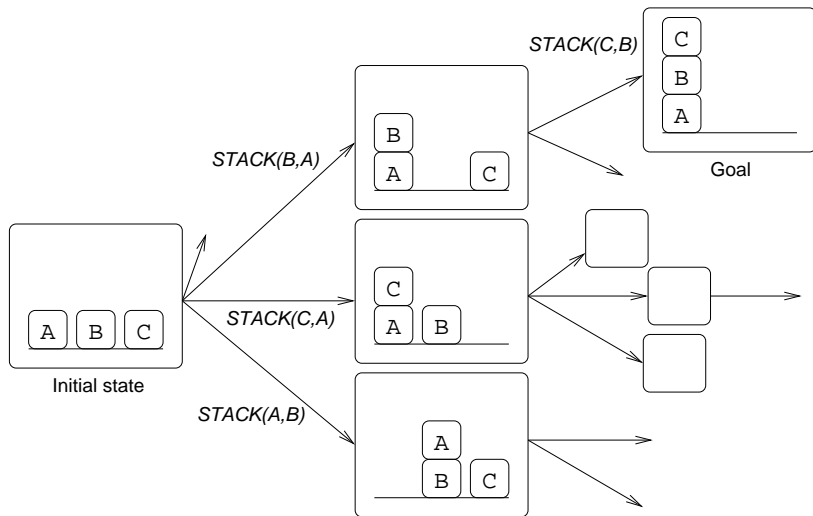 STACK(C,B)
C
B
A
Goal
STACK(B,A)
B
A C
STACK(C,A)
C
A B
A B C
Initial state
STACK(A,B)
A
B C